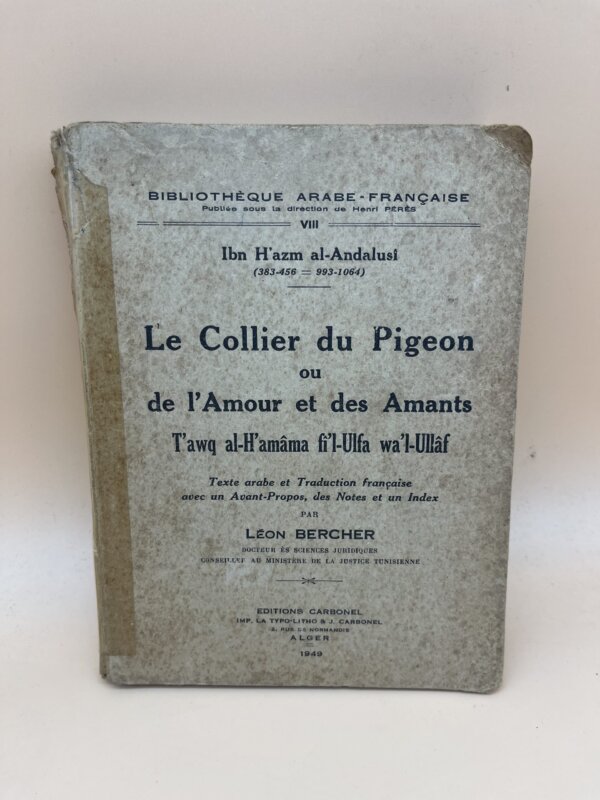 BIBLIOTHÈQUE ARABE-FRANÇAISE
Publiée sous la direction de Henri PÉRÈS
VIII
Ibn H'azm al-Andalusî
(383-456 = 993-1064)
Le Collier du Pigeon
ou
de l'Amour et des Amants
T'awq al-H'amâma fi'l-Ulfa wa'l-Ullâf
Texte arabe et Traduction française
avec un Avant-Propos, des Notes et un Index
PAR
LÉON BERCHER
DOCTEUR ÈS SCIENCES JURIDIQUES
CONSEILLER AU MINISTÈRE DE LA JUSTICE TUNISIENNE
EDITIONS CARBONEL
IMP. LA TYPO-LITHO & J. CARBONEL
2, RUE DE NORMANDIE
ALGER
1949